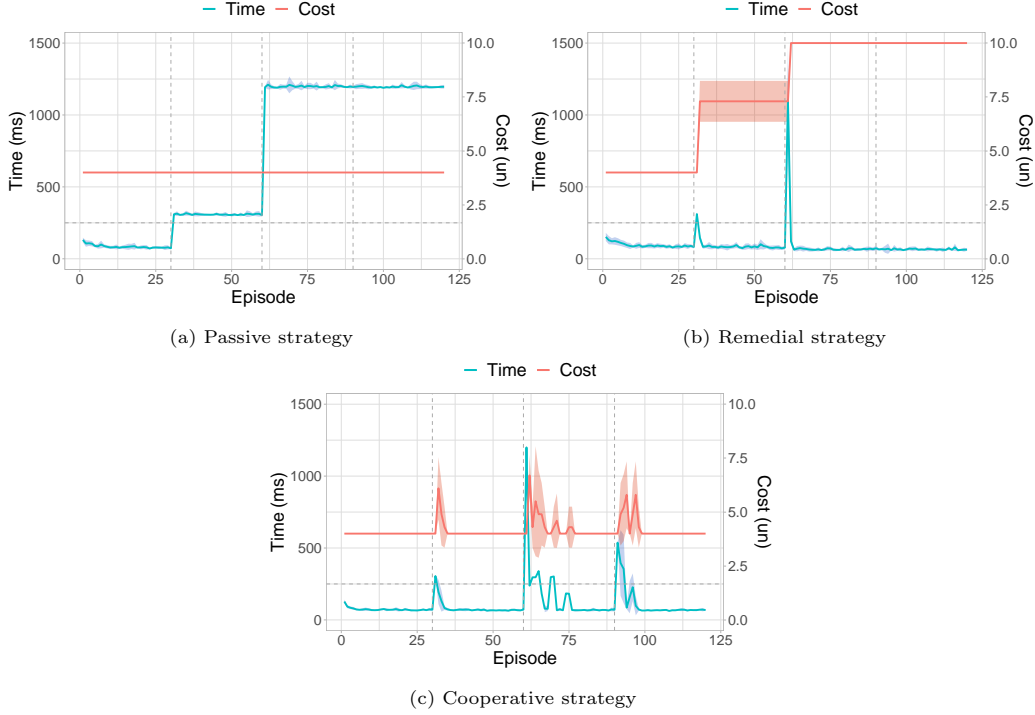 Time Cost
1500
1000
500
0
Time (ms)
10.0
7.5
5.0
2.5
0.0
Cost (un)
0 25 50 75 100 125
Episode
(a) Passive strategy
Time Cost
1500
1000
500
0
Time (ms)
10.0
7.5
5.0
2.5
0.0
Cost (un)
0 25 50 75 100 125
Episode
(b) Remedial strategy
Time Cost
1500
1000
500
0
Time (ms)
10.0
7.5
5.0
2.5
0.0
Cost (un)
0 25 50 75 100 125
Episode
(c) Cooperative strategy